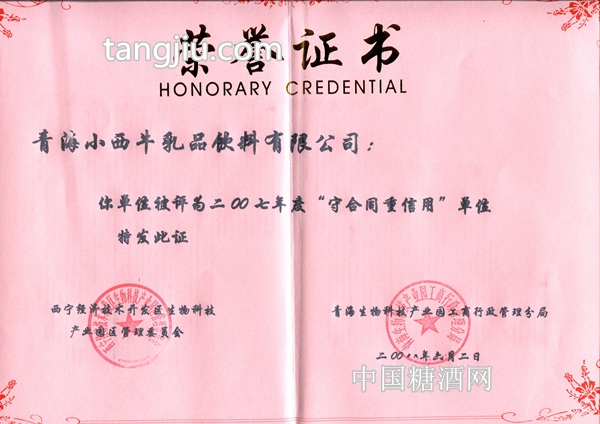 荣誉证书
tangjiu.com
HONORARY CREDENTIAL
青海小西牛乳品饮料有限公司：
你单位被评为二〇〇七年度“守合同重信用”单位
特发此证
西宁经济技术开发区生物科技
产业园区管理委员会
青海生物科技产业园工商行政管理分局
二〇〇八年六月二日
中国糖酒网